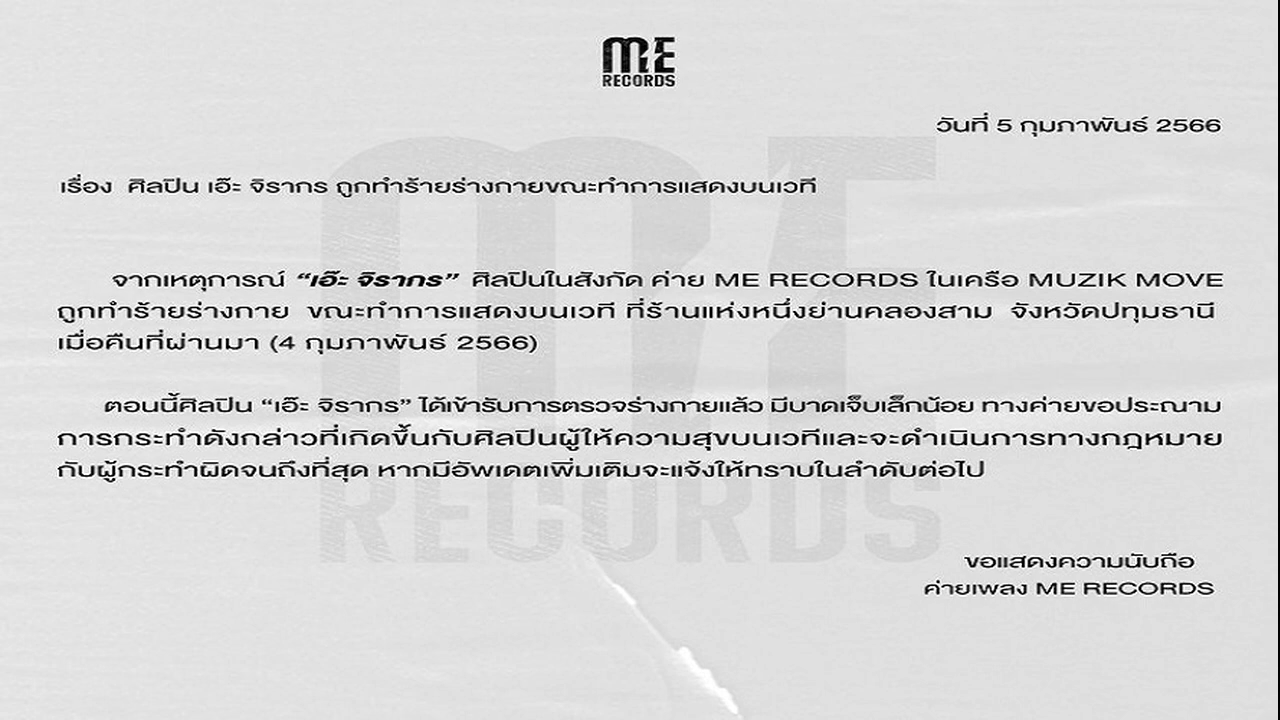 ME
RECORDS
วันที่ 5 กุมภาพันธ์ 2566
เรื่อง ศิลปิน เอ๊ะ จิรากร ถูกทำร้ายร่างกายขณะทำการแสดงบนเวที
จากเหตุการณ์ “เอ๊ะ จิรากร” ศิลปินในสังกัด ค่าย ME RECORDS ในเครือ MUZIK MOVE
ถูกทำร้ายร่างกาย ขณะทำการแสดงบนเวที ที่ร้านแห่งหนึ่งย่านคลองสาม จังหวัดปทุมธานี
เมื่อคืนที่ผ่านมา (4 กุมภาพันธ์ 2566)
ตอนนี้ศิลปิน “เอ๊ะ จิรากร” ได้เข้ารับการตรวจร่างกายแล้ว มีบาดเจ็บเล็กน้อย ทางค่ายขอประณาม
การกระทำดังกล่าวที่เกิดขึ้นกับศิลปินผู้ให้ความสุขบนเวทีและจะดำเนินการทางกฎหมาย
กับผู้กระทำผิดจนถึงที่สุด หากมีอัพเดตเพิ่มเติมจะแจ้งให้ทราบในลำดับต่อไป
ME
RECORDS
ขอแสดงความนับถือ
ค่ายเพลง ME RECORDS